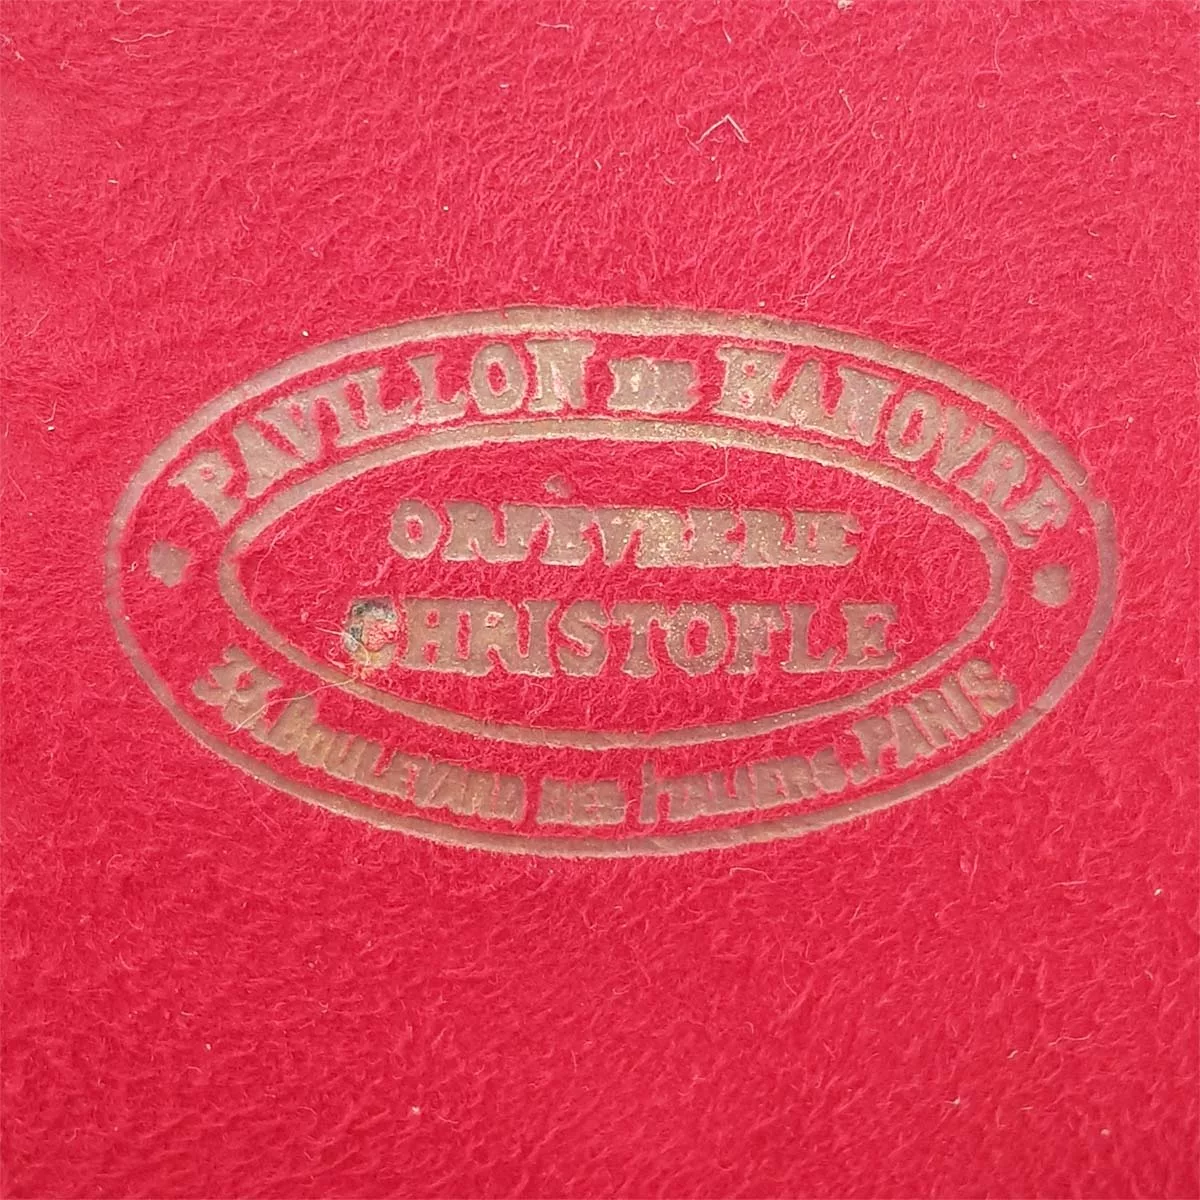 PAVILLON DE HANOVRE
ORFÈVRERIE
CHRISTOFLE
33, BOULEVARD DES ITALIENS, PARIS